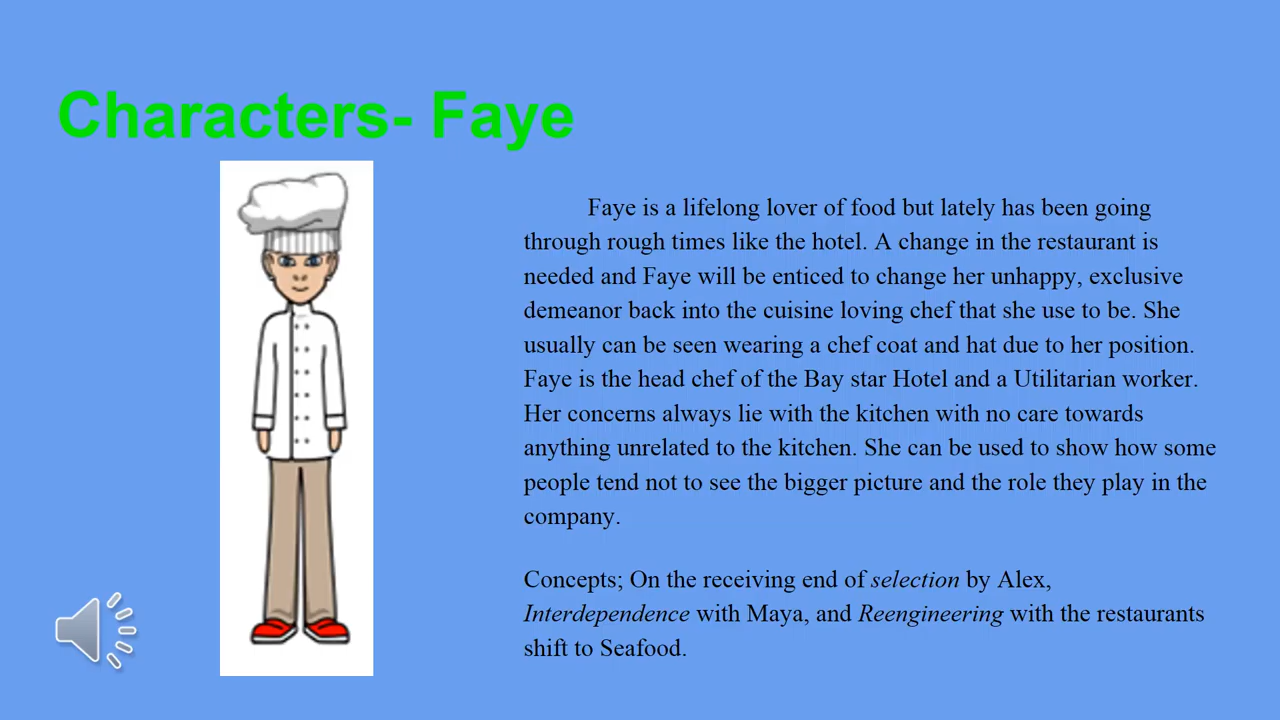 Characters- Faye
Faye is a lifelong lover of food but lately has been going
through rough times like the hotel. A change in the restaurant is
needed and Faye will be enticed to change her unhappy, exclusive
demeanor back into the cuisine loving chef that she use to be. She
usually can be seen wearing a chef coat and hat due to her position.
Faye is the head chef of the Bay star Hotel and a Utilitarian worker.
Her concerns always lie with the kitchen with no care towards
anything unrelated to the kitchen. She can be used to show how some
people tend not to see the bigger picture and the role they play in the
company.
Concepts; On the receiving end of selection by Alex,
Interdependence with Maya, and Reengineering with the restaurants
shift to Seafood.